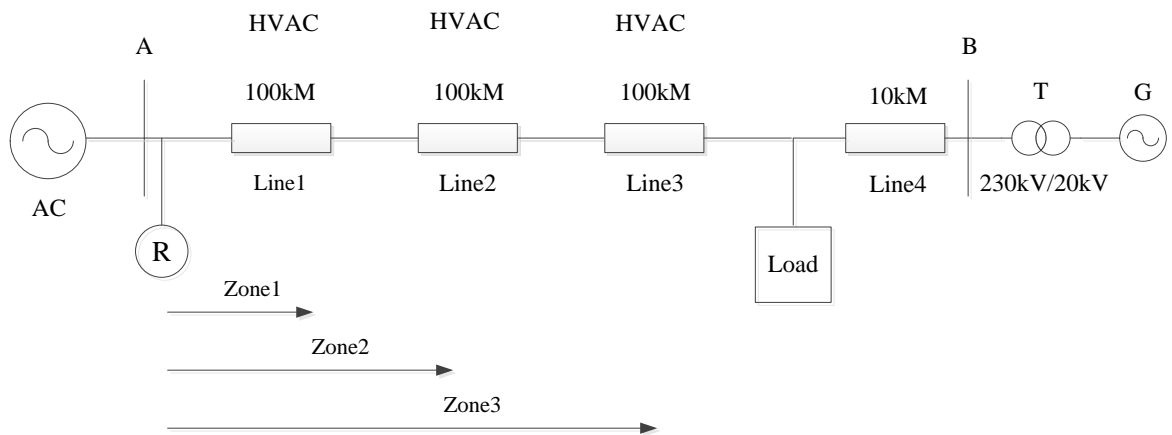 HVAC HVAC HVAC
A B
100kM 100kM 100kM 10kM T G
Line1 Line2 Line3 Line4 230kV/20kV
AC
R Load
Zone1
Zone2
Zone3